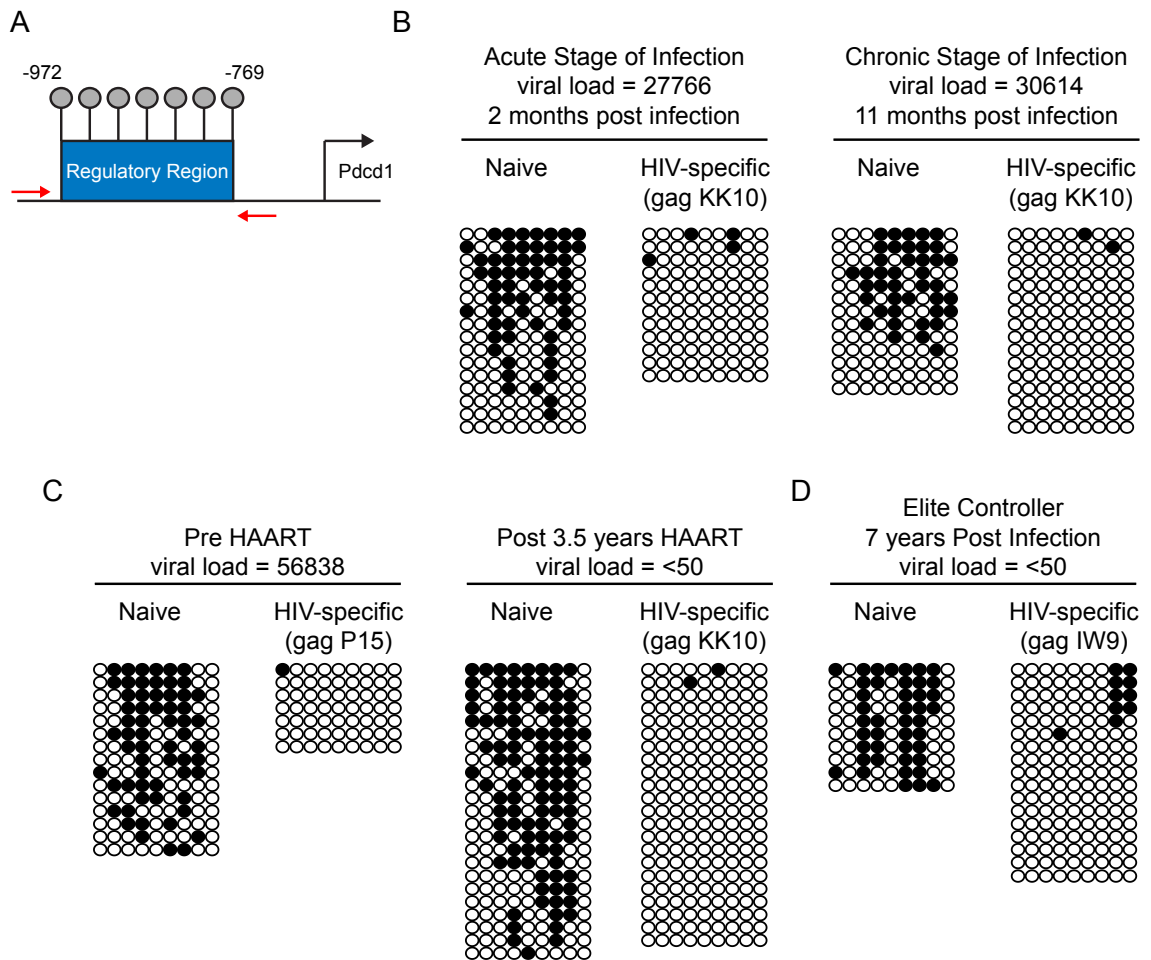 A
-972
-769
Regulatory Region
Pdcd1
B
Acute Stage of Infection
viral load = 27766
2 months post infection
Naive
HIV-specific
(gag KK10)
Chronic Stage of Infection
viral load = 30614
11 months post infection
Naive
HIV-specific
(gag KK10)
C
Pre HAART
viral load = 56838
Naive
HIV-specific
(gag P15)
Post 3.5 years HAART
viral load = <50
Naive
HIV-specific
(gag KK10)
D
Elite Controller
7 years Post Infection
viral load = <50
Naive
HIV-specific
(gag IW9)